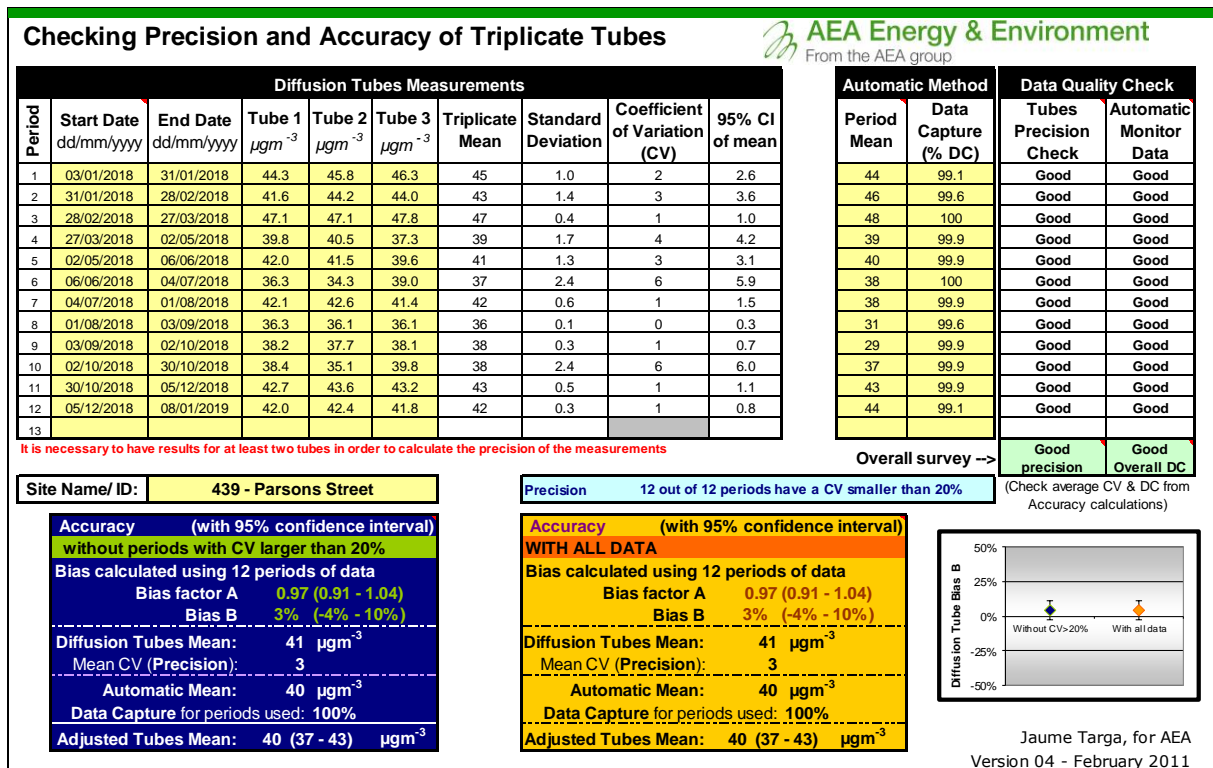 Checking Precision and Accuracy of Triplicate Tubes
AEA Energy & Environment
From the AEA group
Diffusion Tubes Measurements
Automatic Method
Data Quality Check
Period
Start Date dd/mm/yyyy
End Date dd/mm/yyyy
Tube 1 µgm⁻³
Tube 2 µgm⁻³
Tube 3 µgm⁻³
Triplicate Mean
Standard Deviation
Coefficient of Variation (CV)
95% CI of mean
Period Mean
Data Capture (% DC)
Tubes Precision Check
Automatic Monitor Data
1 03/01/2018 31/01/2018 44.3 45.8 46.3 45 1.0 2 2.6 44 99.1 Good Good
2 31/01/2018 28/02/2018 41.6 44.2 44.0 43 1.4 3 3.6 46 99.6 Good Good
3 28/02/2018 27/03/2018 47.1 47.1 47.8 47 0.4 1 1.0 48 100 Good Good
4 27/03/2018 02/05/2018 39.8 40.5 37.3 39 1.7 4 4.2 39 99.9 Good Good
5 02/05/2018 06/06/2018 42.0 41.5 39.6 41 1.3 3 3.1 40 99.9 Good Good
6 06/06/2018 04/07/2018 36.3 34.3 39.0 37 2.4 6 5.9 38 100 Good Good
7 04/07/2018 01/08/2018 42.1 42.6 41.4 42 0.6 1 1.5 38 99.9 Good Good
8 01/08/2018 03/09/2018 36.3 36.1 36.1 36 0.1 0 0.3 31 99.6 Good Good
9 03/09/2018 02/10/2018 38.2 37.7 38.1 38 0.3 1 0.7 29 99.9 Good Good
10 02/10/2018 30/10/2018 38.4 35.1 39.8 38 2.4 6 6.0 37 99.9 Good Good
11 30/10/2018 05/12/2018 42.7 43.6 43.2 43 0.5 1 1.1 43 99.9 Good Good
12 05/12/2018 08/01/2019 42.0 42.4 41.8 42 0.3 1 0.8 44 99.1 Good Good
13
It is necessary to have results for at least two tubes in order to calculate the precision of the measurements
Overall survey -->
Good precision
Good Overall DC
Site Name/ ID: 439 - Parsons Street
Precision 12 out of 12 periods have a CV smaller than 20%
(Check average CV & DC from
Accuracy calculations)
Accuracy (with 95% confidence interval)
without periods with CV larger than 20%
Bias calculated using 12 periods of data
Bias factor A 0.97 (0.91 - 1.04)
Bias B 3% (-4% - 10%)
Diffusion Tubes Mean: 41 µgm⁻³
Mean CV (Precision): 3
Automatic Mean: 40 µgm⁻³
Data Capture for periods used: 100%
Adjusted Tubes Mean: 40 (37 - 43) µgm⁻³
Accuracy (with 95% confidence interval)
WITH ALL DATA
Bias calculated using 12 periods of data
Bias factor A 0.97 (0.91 - 1.04)
Bias B 3% (-4% - 10%)
Diffusion Tubes Mean: 41 µgm⁻³
Mean CV (Precision): 3
Automatic Mean: 40 µgm⁻³
Data Capture for periods used: 100%
Adjusted Tubes Mean: 40 (37 - 43) µgm⁻³
Diffusion Tube Bias B
50%
25%
0%
-25%
-50%
Without CV>20%
With all data
Jaume Targa, for AEA
Version 04 - February 2011